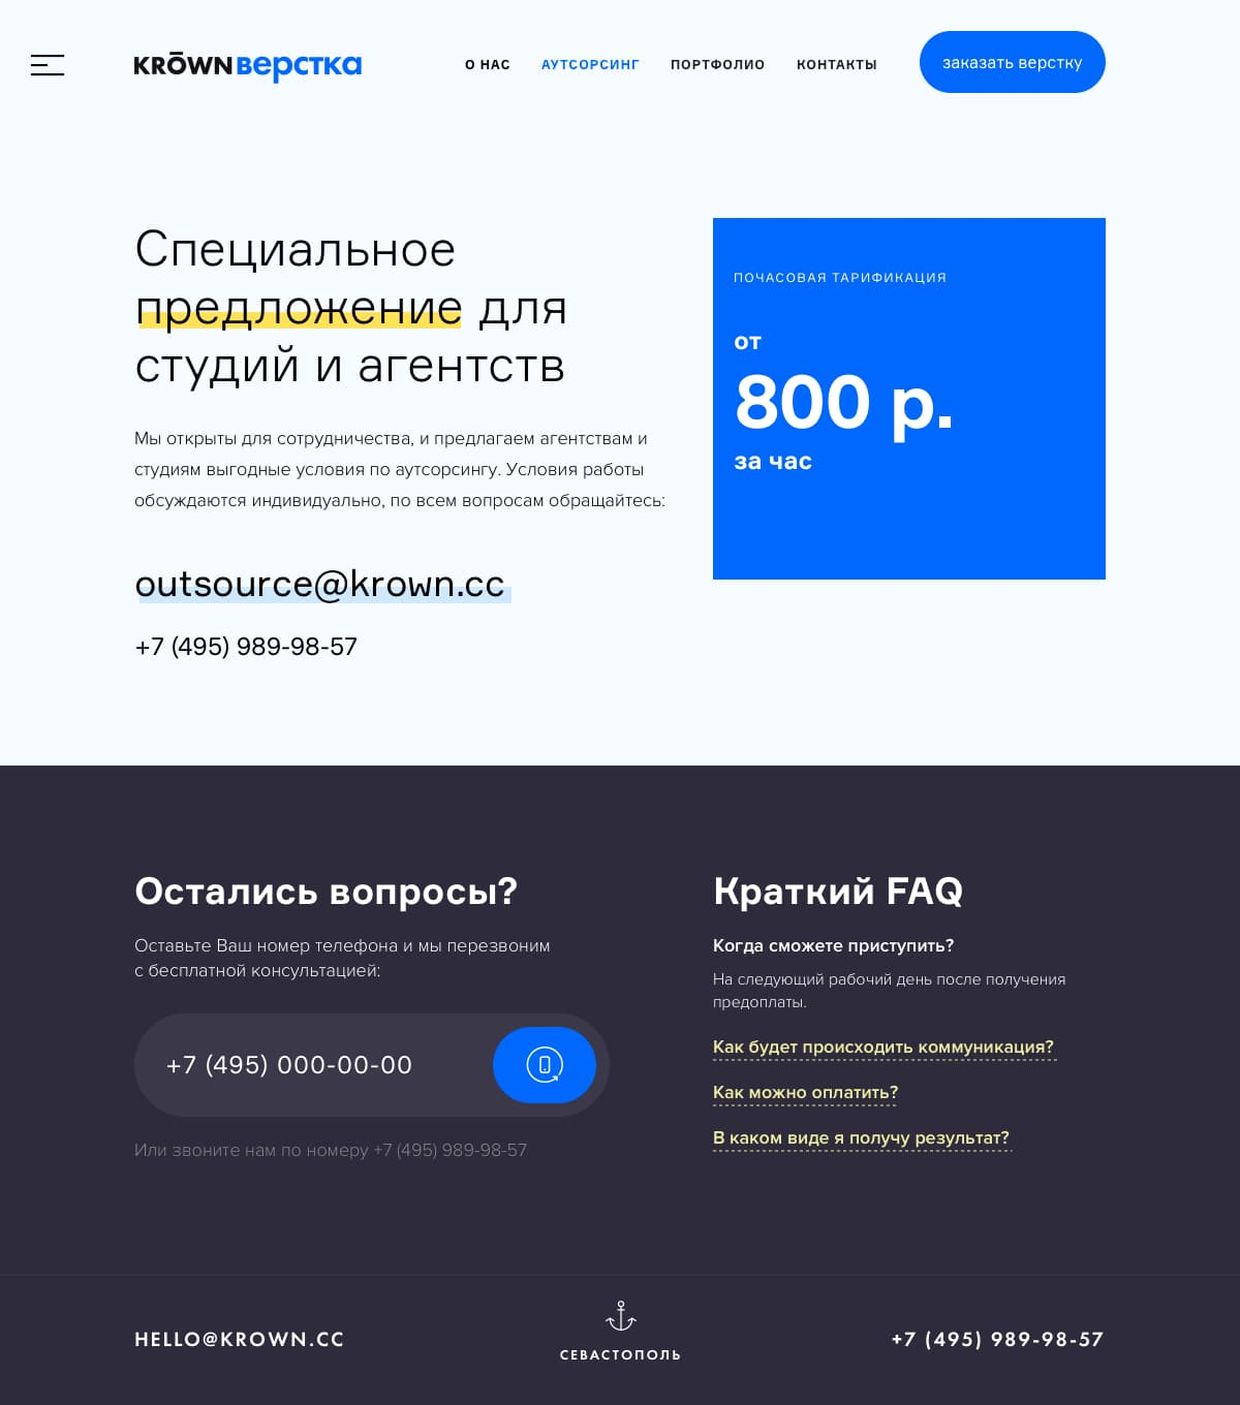 KRŌWN верстка
О НАС
АУТСОРСИНГ
ПОРТФОЛИО
КОНТАКТЫ
заказать верстку
Специальное
предложение для
студий и агентств
Мы открыты для сотрудничества, и предлагаем агентствам и
студиям выгодные условия по аутсорсингу. Условия работы
обсуждаются индивидуально, по всем вопросам обращайтесь:
outsource@krown.cc
+7 (495) 989-98-57
ПОЧАСОВАЯ ТАРИФИКАЦИЯ
от
800 р.
за час
Остались вопросы?
Оставьте Ваш номер телефона и мы перезвоним
с бесплатной консультацией:
+7 (495) 000-00-00
Или звоните нам по номеру +7 (495) 989-98-57
Краткий FAQ
Когда сможете приступить?
На следующий рабочий день после получения
предоплаты.
Как будет происходить коммуникация?
Как можно оплатить?
В каком виде я получу результат?
HELLO@KROWN.CC
СЕВАСТОПОЛЬ
+7 (495) 989-98-57